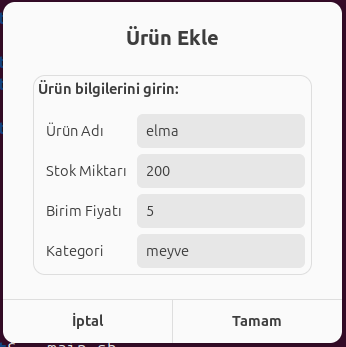 Ürün Ekle
Ürün bilgilerini girin:
Ürün Adı elma
Stok Miktarı 200
Birim Fiyatı 5
Kategori meyve
İptal Tamam